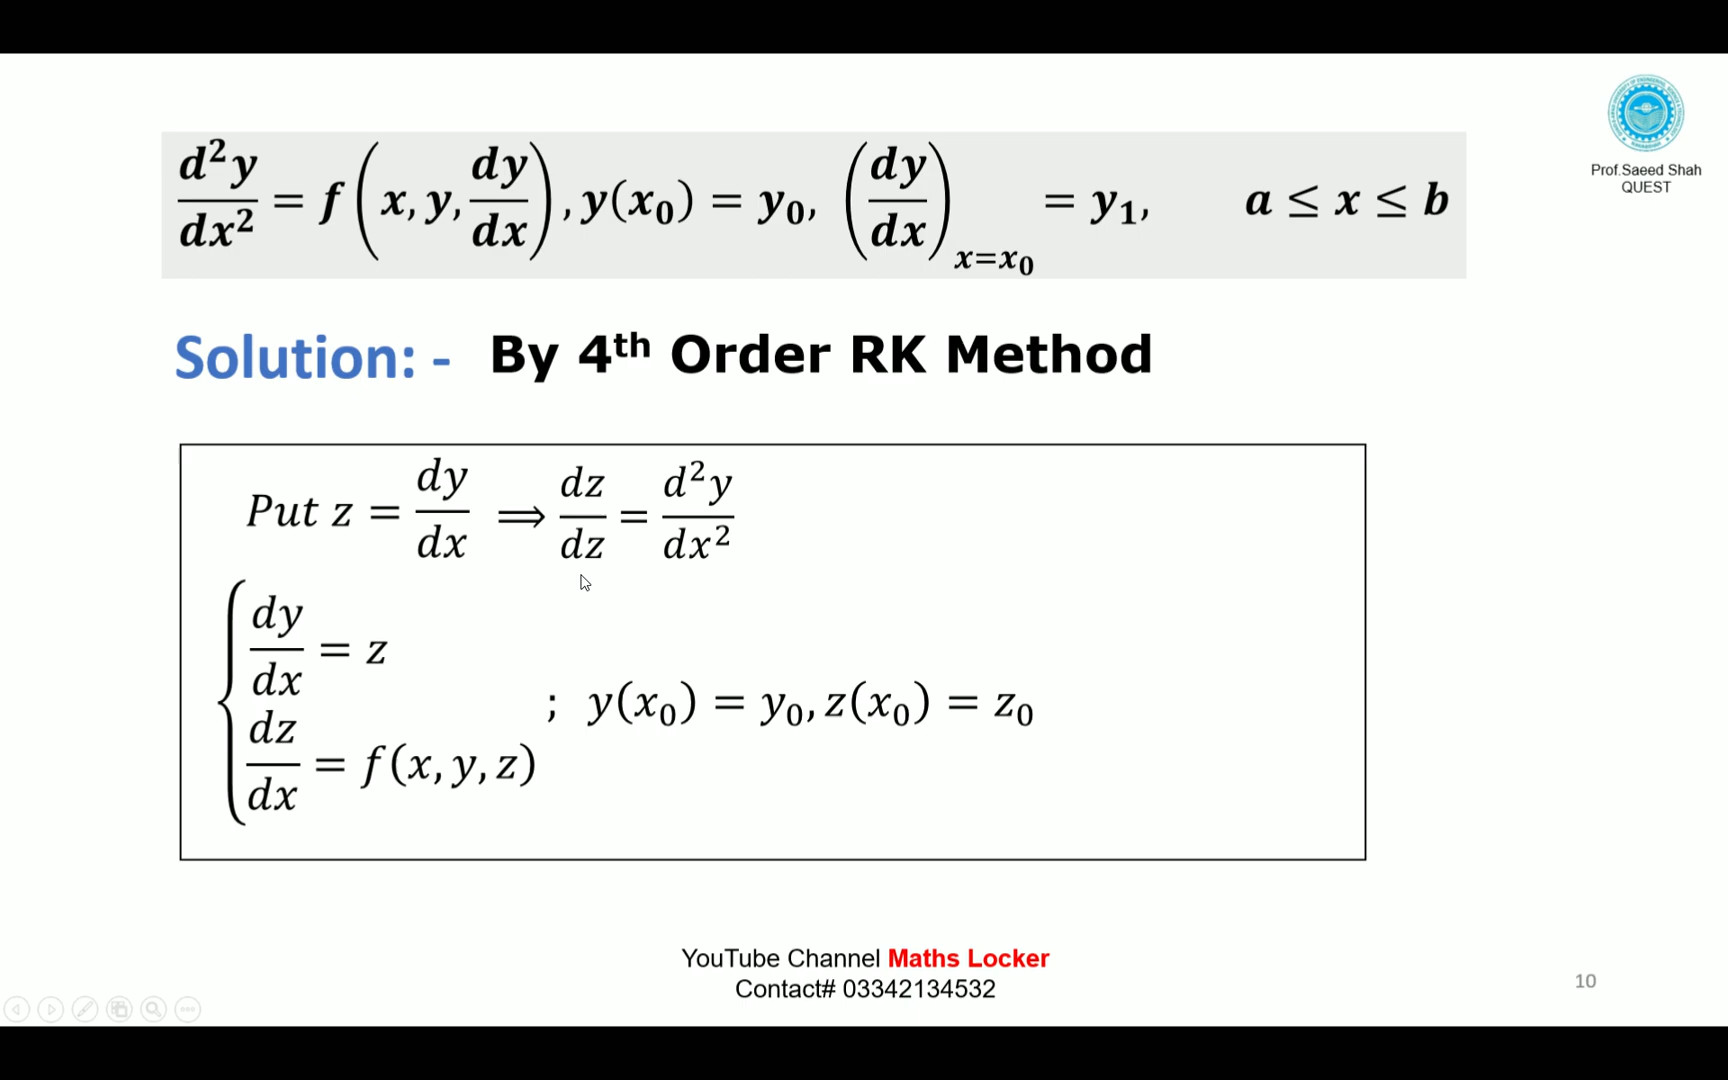 d²y/dx² = f(x, y, dy/dx), y(x₀) = y₀, (dy/dx)ₓ₌ₓ₀ = y₁, a ≤ x ≤ b
Prof.Saeed Shah
QUEST
Solution: - By 4th Order RK Method
Put z = dy/dx ⟹ dz/dz = d²y/dx²
dy/dx = z
; y(x₀) = y₀, z(x₀) = z₀
dz/dx = f(x, y, z)
YouTube Channel Maths Locker
Contact# 03342134532
10